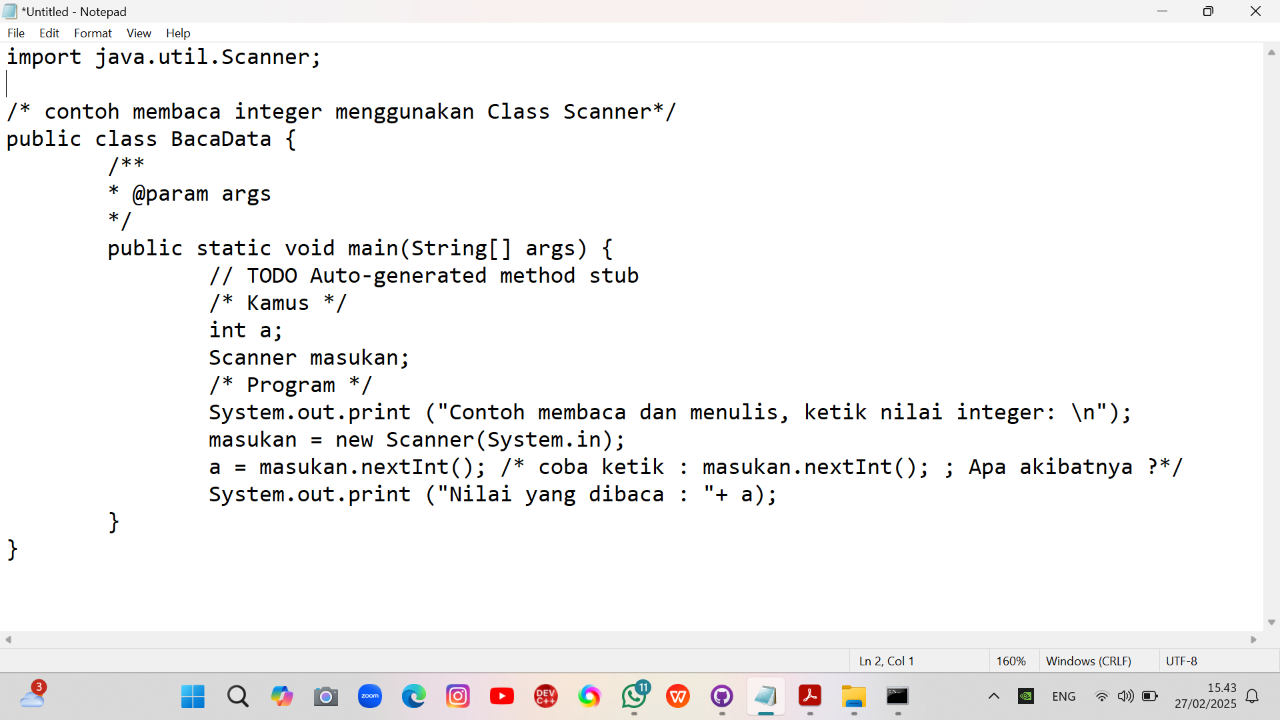 *Untitled - Notepad
File Edit Format View Help
import java.util.Scanner;
/* contoh membaca integer menggunakan Class Scanner*/
public class BacaData {
/**
* @param args
*/
public static void main(String[] args) {
// TODO Auto-generated method stub
/* Kamus */
int a;
Scanner masukan;
/* Program */
System.out.print ("Contoh membaca dan menulis, ketik nilai integer: \n");
masukan = new Scanner(System.in);
a = masukan.nextInt(); /* coba ketik : masukan.nextInt(); ; Apa akibatnya ?*/
System.out.print ("Nilai yang dibaca : "+ a);
}
}
Ln 2, Col 1 160% Windows (CRLF) UTF-8
3 zoom DEV C++ 11 W ENG 15.43
27/02/2025